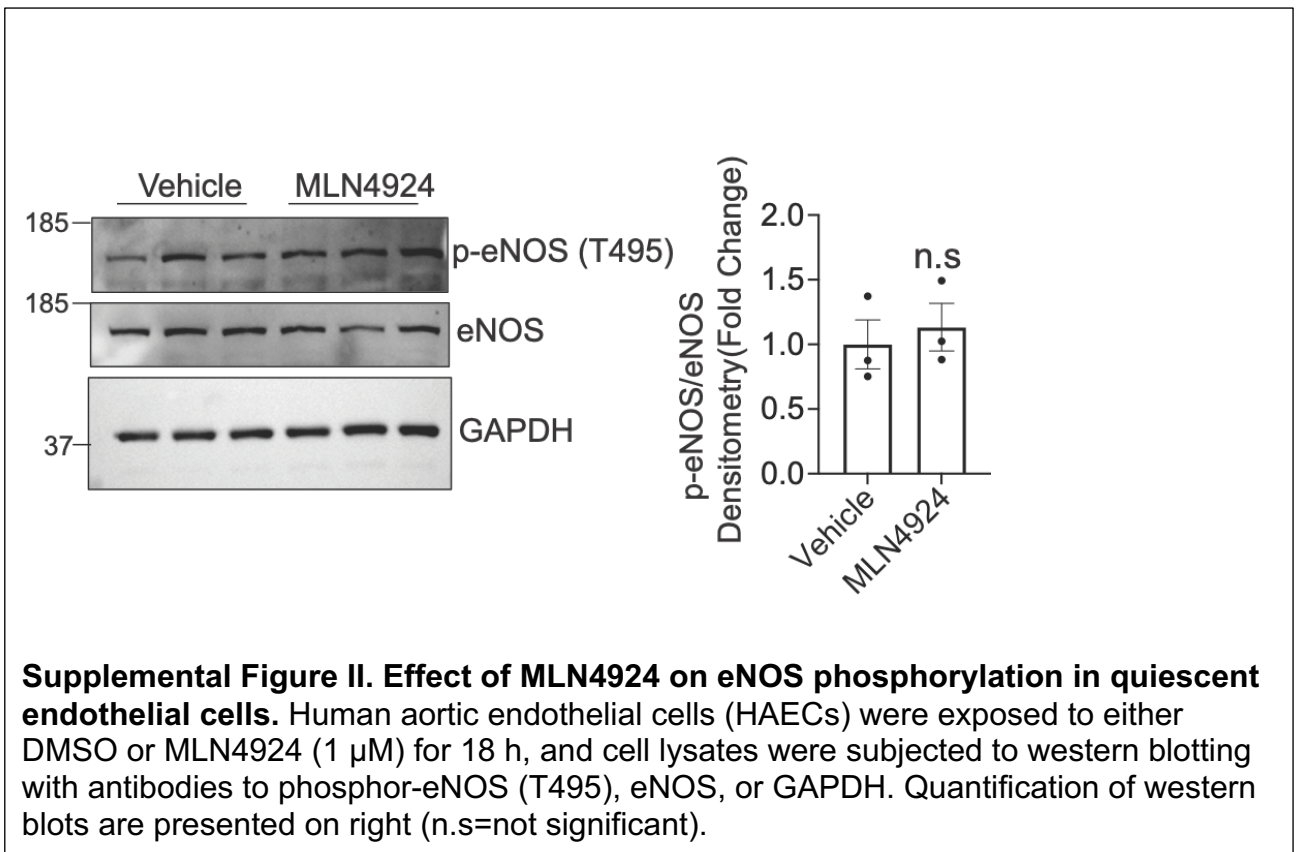 Vehicle MLN4924
185
p-eNOS (T495)
185
eNOS
37
GAPDH
p-eNOS/eNOS
Densitometry(Fold Change)
2.0
1.5
1.0
0.5
0.0
n.s
Vehicle
MLN4924
Supplemental Figure II. Effect of MLN4924 on eNOS phosphorylation in quiescent
endothelial cells. Human aortic endothelial cells (HAECs) were exposed to either
DMSO or MLN4924 (1 µM) for 18 h, and cell lysates were subjected to western blotting
with antibodies to phosphor-eNOS (T495), eNOS, or GAPDH. Quantification of western
blots are presented on right (n.s=not significant).